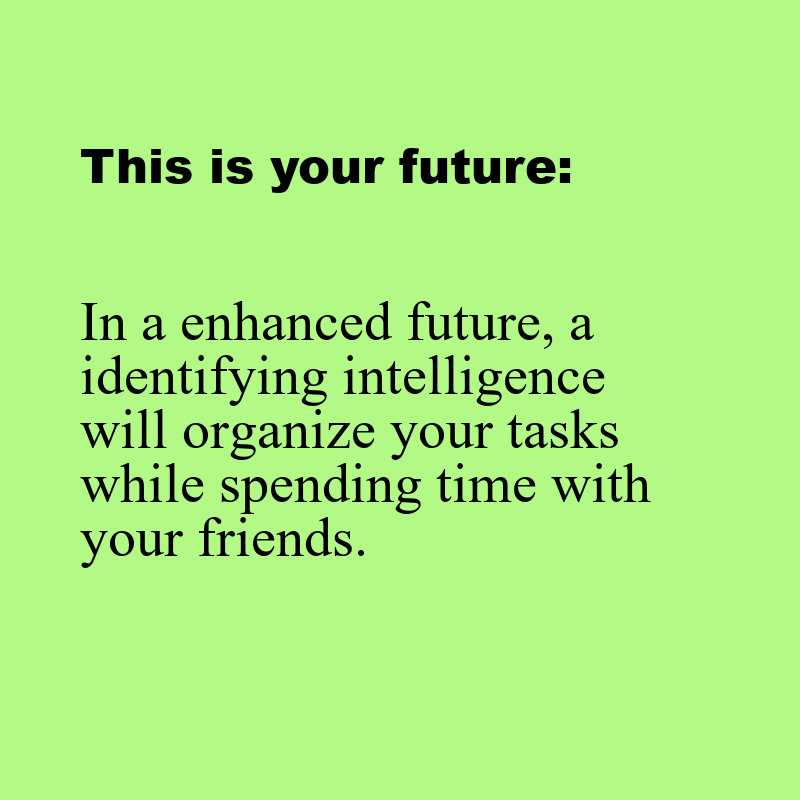 This is your future:
In a enhanced future, a
identifying intelligence
will organize your tasks
while spending time with
your friends.